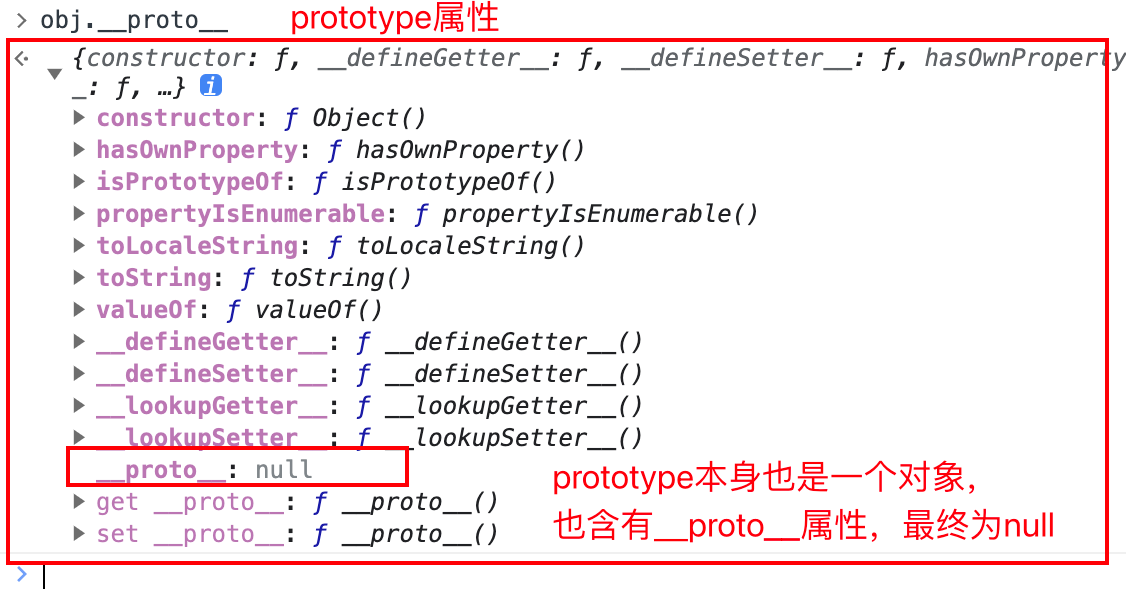 > obj.__proto__
prototype属性
{constructor: ƒ, __defineGetter__: ƒ, __defineSetter__: ƒ, hasOwnProperty
_: ƒ, …} i
constructor: ƒ Object()
hasOwnProperty: ƒ hasOwnProperty()
isPrototypeOf: ƒ isPrototypeOf()
propertyIsEnumerable: ƒ propertyIsEnumerable()
toLocaleString: ƒ toLocaleString()
toString: ƒ toString()
valueOf: ƒ valueOf()
__defineGetter__: ƒ __defineGetter__()
__defineSetter__: ƒ __defineSetter__()
__lookupGetter__: ƒ __lookupGetter__()
__lookupSetter__: ƒ __lookupSetter__()
__proto__: null
get __proto__: ƒ __proto__()
set __proto__: ƒ __proto__()
prototype本身也是一个对象，
也含有__proto__属性，最终为null
>